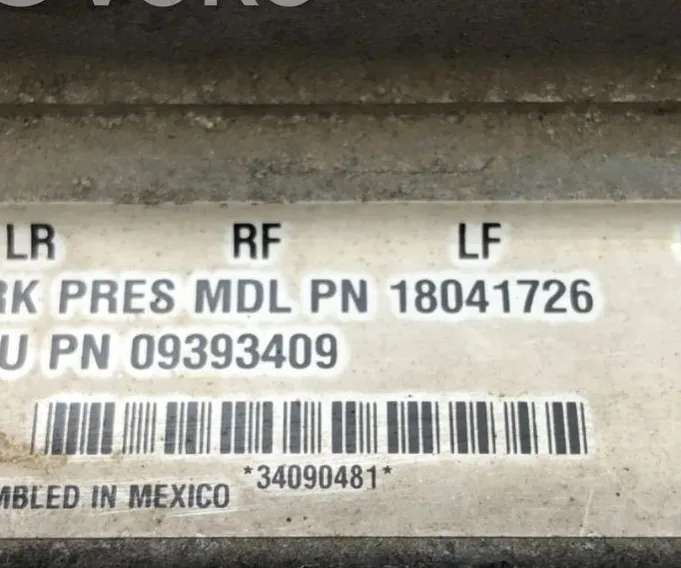 LR RF LF
RK PRES MDL PN 18041726
U PN 09393409
*34090481*
MBLED IN MEXICO